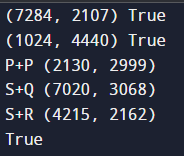 (7284, 2107) True
(1024, 4440) True
P+P (2130, 2999)
S+Q (7020, 3068)
S+R (4215, 2162)
True